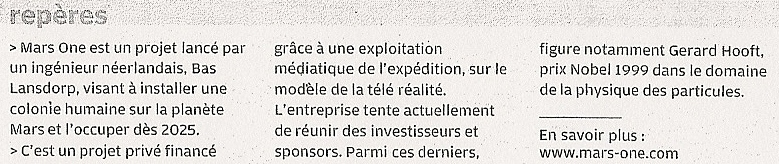 repères
> Mars One est un projet lancé par
un ingénieur néerlandais, Bas
Lansdorp, visant à installer une
colonie humaine sur la planète
Mars et l'occuper dès 2025.
> C'est un projet privé financé
grâce à une exploitation
médiatique de l'expédition, sur le
modèle de la télé réalité.
L'entreprise tente actuellement
de réunir des investisseurs et
sponsors. Parmi ces derniers,
figure notamment Gerard Hooft,
prix Nobel 1999 dans le domaine
de la physique des particules.
En savoir plus :
www.mars-one.com